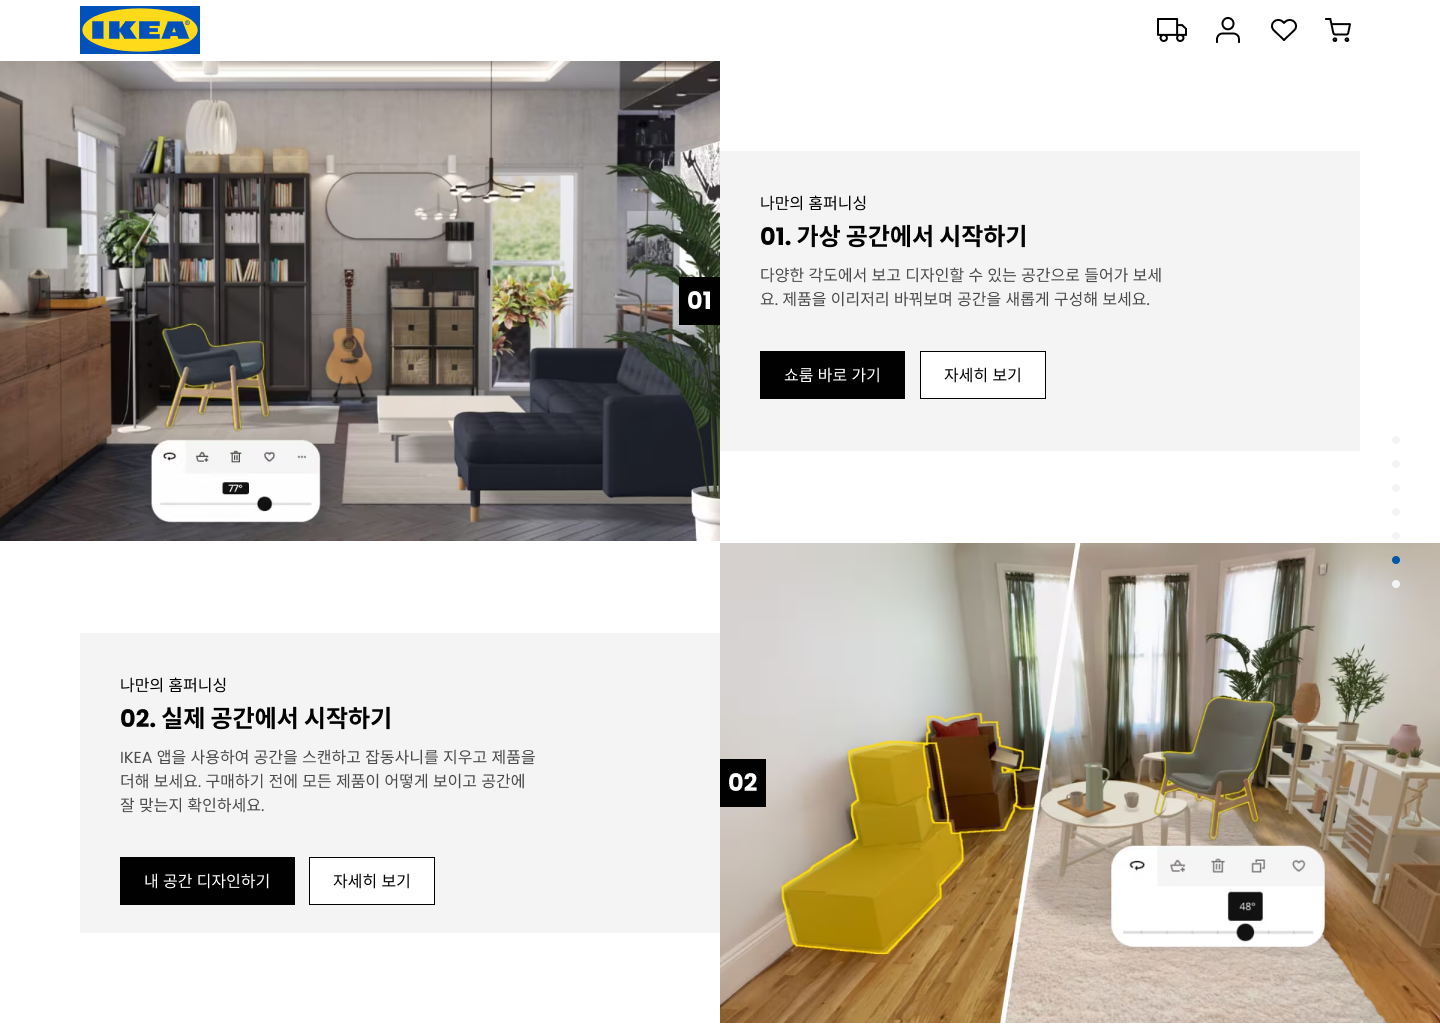 IKEA
01
나만의 홈퍼니싱
01. 가상 공간에서 시작하기
다양한 각도에서 보고 디자인할 수 있는 공간으로 들어가 보세
요. 제품을 이리저리 바꿔보며 공간을 새롭게 구성해 보세요.
쇼룸 바로 가기
자세히 보기
77°
나만의 홈퍼니싱
02. 실제 공간에서 시작하기
IKEA 앱을 사용하여 공간을 스캔하고 잡동사니를 지우고 제품을
더해 보세요. 구매하기 전에 모든 제품이 어떻게 보이고 공간에
잘 맞는지 확인하세요.
내 공간 디자인하기
자세히 보기
02
48°